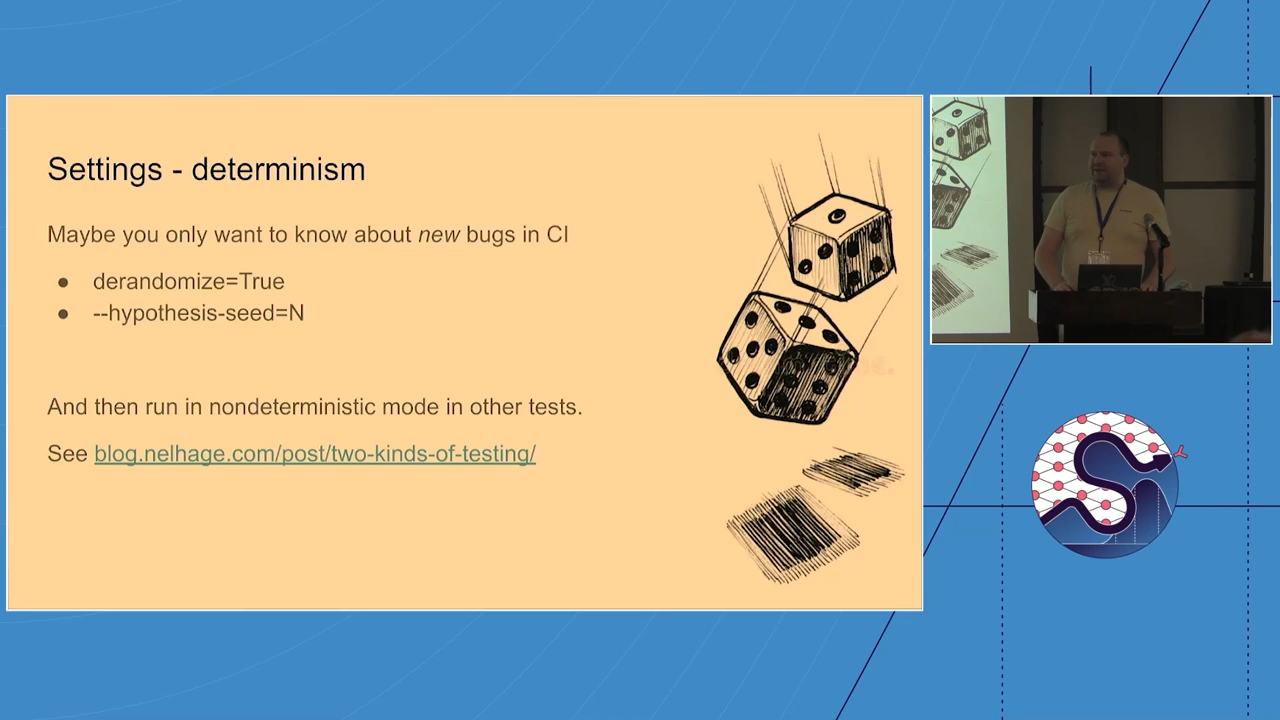 Settings - determinism
Maybe you only want to know about new bugs in CI
● derandomize=True
● --hypothesis-seed=N
And then run in nondeterministic mode in other tests.
See blog.nelhage.com/post/two-kinds-of-testing/